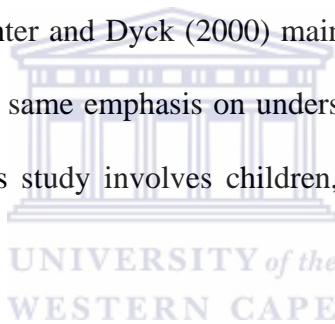 nter and Dyck (2000) main
same emphasis on unders
s study involves children,
UNIVERSITY of the
WESTERN CAPE